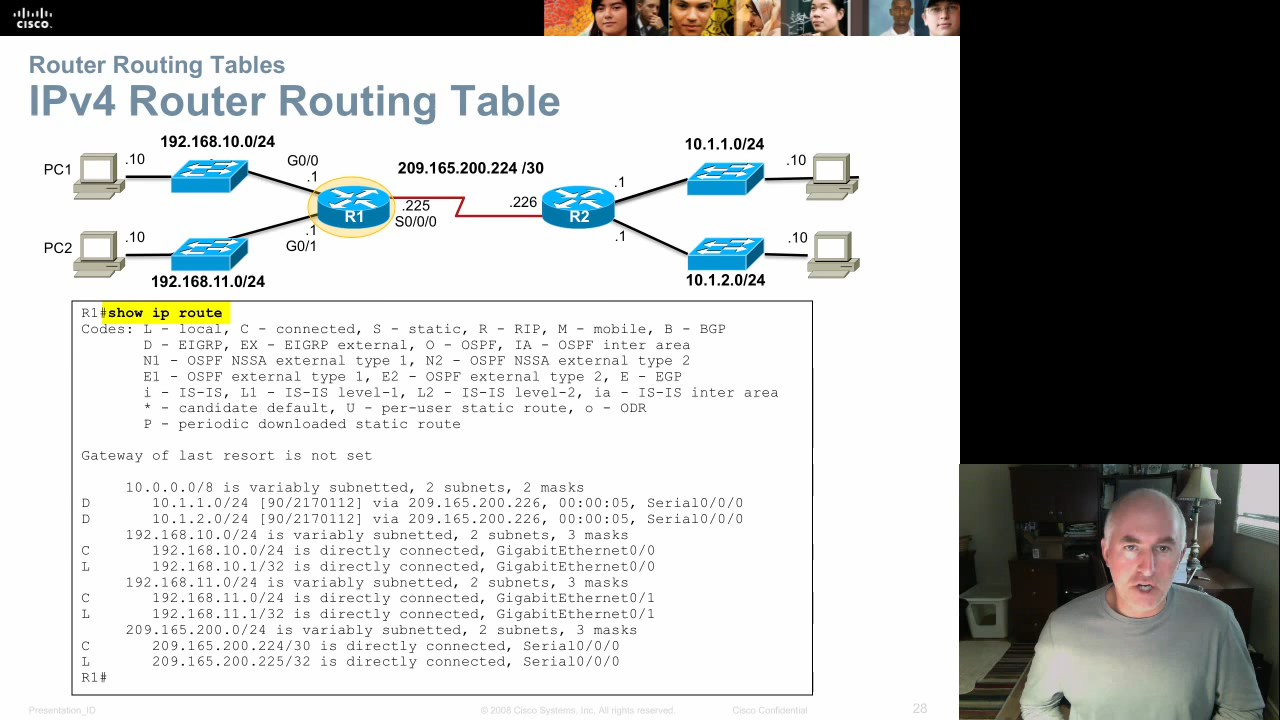 CISCO.
Router Routing Tables
IPv4 Router Routing Table
192.168.10.0/24
10.1.1.0/24
PC1
.10
G0/0
.1
209.165.200.224 /30
.10
.1
R1
.225
S0/0/0
.226
R2
PC2
.10
.1
G0/1
.1
.10
192.168.11.0/24
10.1.2.0/24
R1#show ip route
Codes: L - local, C - connected, S - static, R - RIP, M - mobile, B - BGP
D - EIGRP, EX - EIGRP external, O - OSPF, IA - OSPF inter area
N1 - OSPF NSSA external type 1, N2 - OSPF NSSA external type 2
E1 - OSPF external type 1, E2 - OSPF external type 2, E - EGP
i - IS-IS, L1 - IS-IS level-1, L2 - IS-IS level-2, ia - IS-IS inter area
* - candidate default, U - per-user static route, o - ODR
P - periodic downloaded static route
Gateway of last resort is not set
10.0.0.0/8 is variably subnetted, 2 subnets, 2 masks
D 10.1.1.0/24 [90/2170112] via 209.165.200.226, 00:00:05, Serial0/0/0
D 10.1.2.0/24 [90/2170112] via 209.165.200.226, 00:00:05, Serial0/0/0
192.168.10.0/24 is variably subnetted, 2 subnets, 3 masks
C 192.168.10.0/24 is directly connected, GigabitEthernet0/0
L 192.168.10.1/32 is directly connected, GigabitEthernet0/0
192.168.11.0/24 is variably subnetted, 2 subnets, 3 masks
C 192.168.11.0/24 is directly connected, GigabitEthernet0/1
L 192.168.11.1/32 is directly connected, GigabitEthernet0/1
209.165.200.0/24 is variably subnetted, 2 subnets, 3 masks
C 209.165.200.224/30 is directly connected, Serial0/0/0
L 209.165.200.225/32 is directly connected, Serial0/0/0
R1#
Presentation_ID
© 2008 Cisco Systems, Inc. All rights reserved.
Cisco Confidential
28